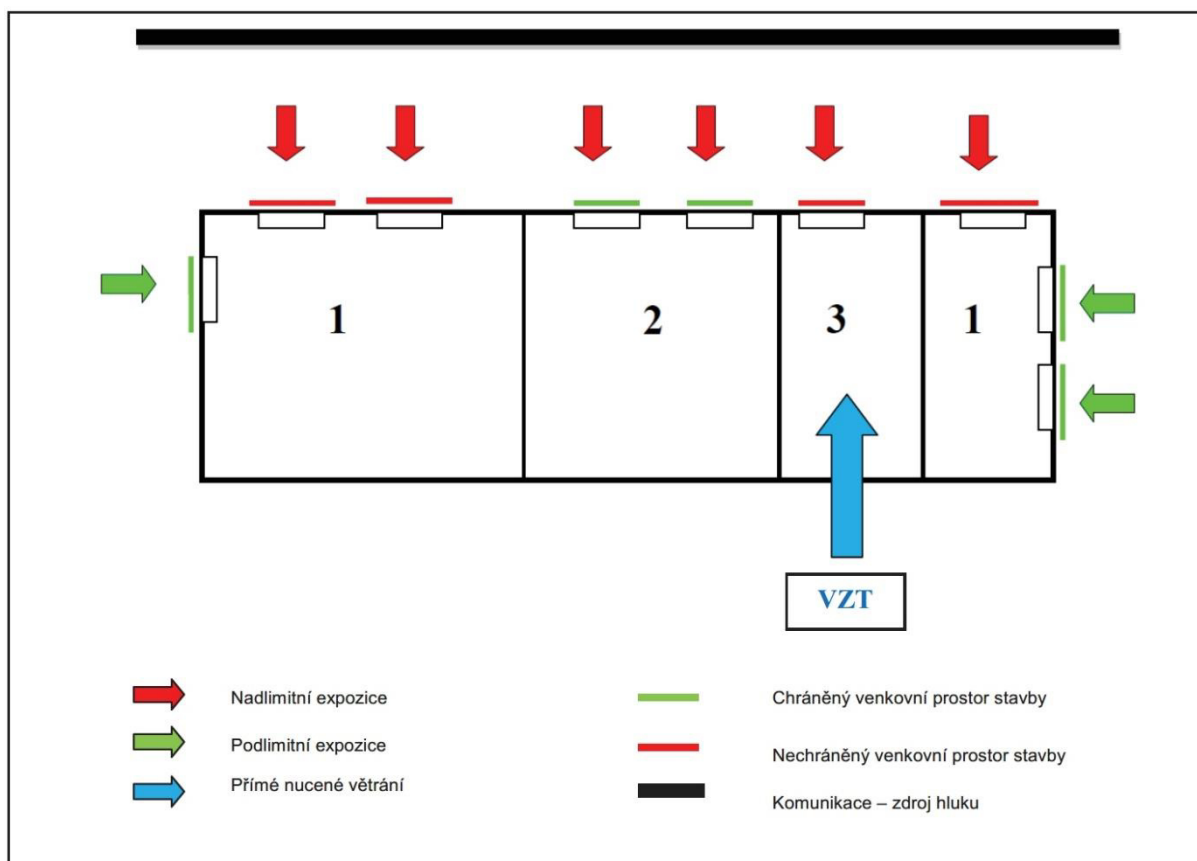 1
2
3
1
VZT
Nadlimitní expozice
Podlimitní expozice
Přímé nucené větrání
Chráněný venkovní prostor stavby
Nechráněný venkovní prostor stavby
Komunikace – zdroj hluku